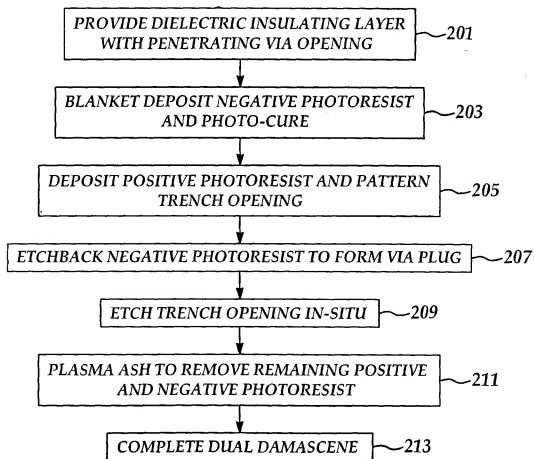 PROVIDE DIELECTRIC INSULATING LAYER
WITH PENETRATING VIA OPENING
201
BLANKET DEPOSIT NEGATIVE PHOTORESIST
AND PHOTO-CURE
203
DEPOSIT POSITIVE PHOTORESIST AND PATTERN
TRENCH OPENING
205
ETCHBACK NEGATIVE PHOTORESIST TO FORM VIA PLUG
207
ETCH TRENCH OPENING IN-SITU
209
PLASMA ASH TO REMOVE REMAINING POSITIVE
AND NEGATIVE PHOTORESIST
211
COMPLETE DUAL DAMASCENE
213